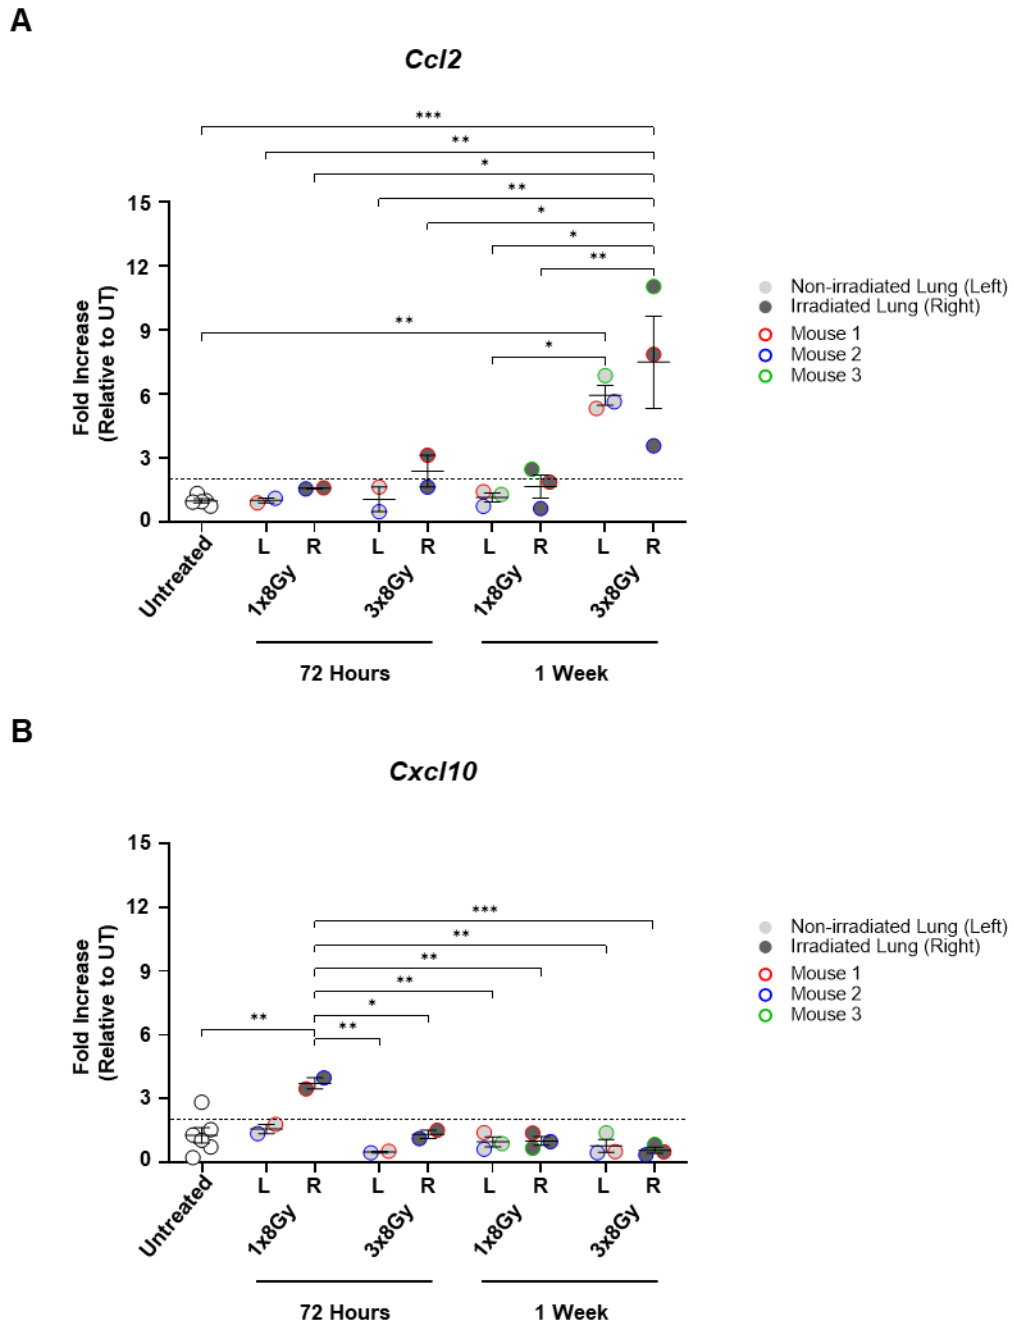 A
Ccl2
***
**
*
**
*
*
**
**
*
15
12
9
6
3
0
Fold Increase
(Relative to UT)
Non-irradiated Lung (Left)
Irradiated Lung (Right)
Mouse 1
Mouse 2
Mouse 3
Untreated
L
R
L
R
L
R
L
R
1x8Gy
3x8Gy
1x8Gy
3x8Gy
72 Hours
1 Week
B
Cxcl10
***
**
**
**
*
**
**
15
12
9
6
3
0
Fold Increase
(Relative to UT)
Non-irradiated Lung (Left)
Irradiated Lung (Right)
Mouse 1
Mouse 2
Mouse 3
Untreated
L
R
L
R
L
R
L
R
1x8Gy
3x8Gy
1x8Gy
3x8Gy
72 Hours
1 Week